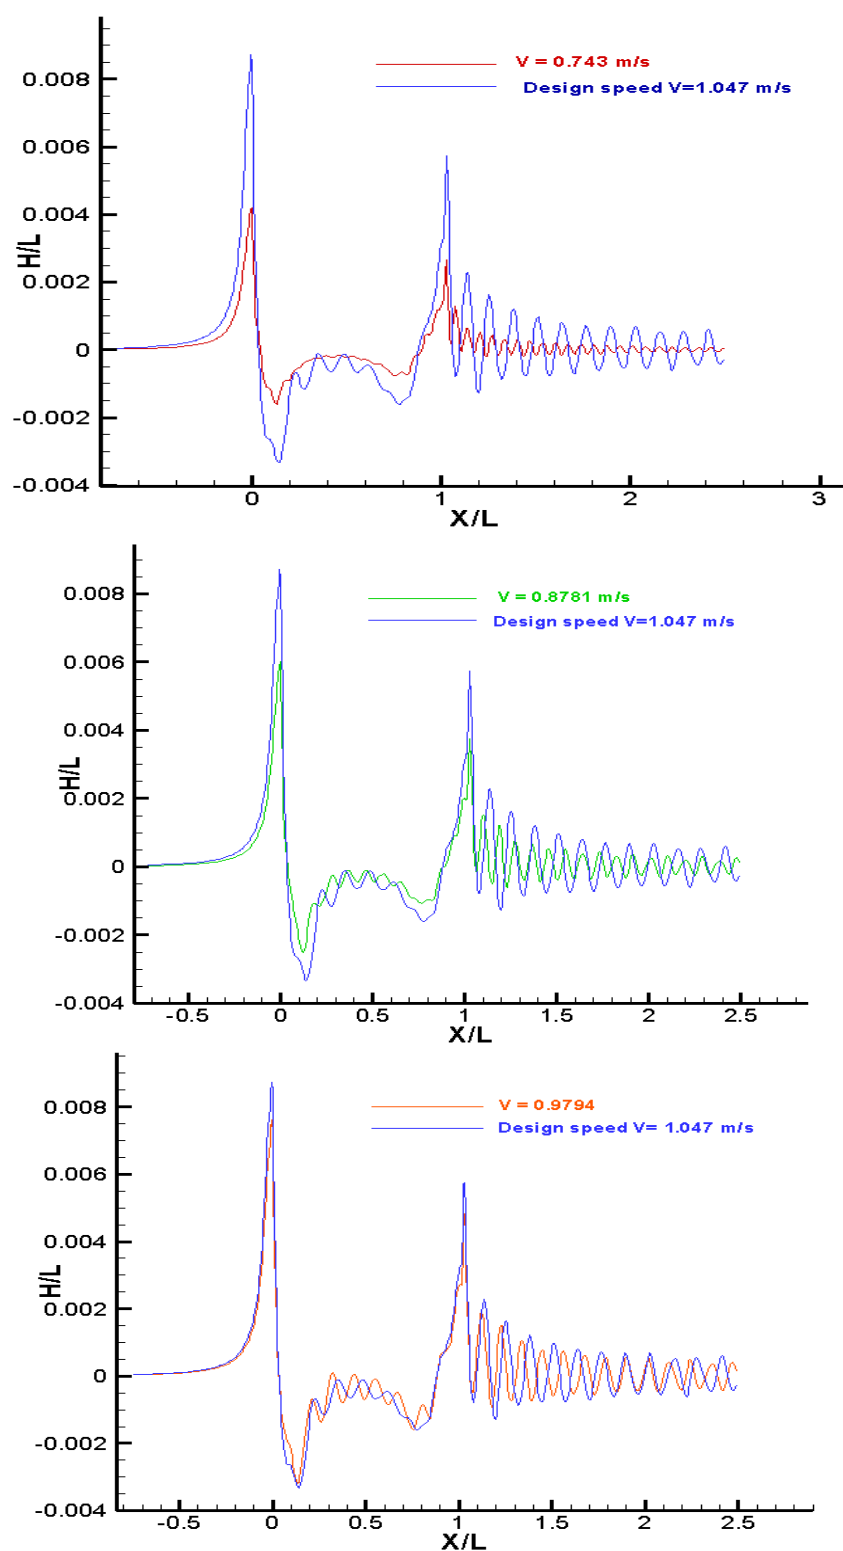 V = 0.743 m/s
Design speed V=1.047 m/s
0.008
0.006
0.004
0.002
0
-0.002
-0.004
H/L
0 1 2 3
X/L
V = 0.8781 m/s
Design speed V=1.047 m/s
0.008
0.006
0.004
0.002
0
-0.002
-0.004
H/L
-0.5 0 0.5 1 1.5 2 2.5
X/L
V = 0.9794
Design speed V= 1.047 m/s
0.008
0.006
0.004
0.002
0
-0.002
-0.004
H/L
-0.5 0 0.5 1 1.5 2 2.5
X/L